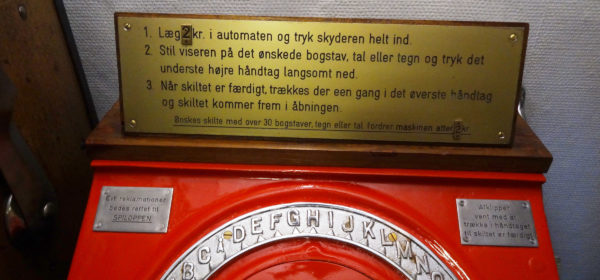 1. Læg 2 kr. i automaten og tryk skyderen helt ind.
2. Stil viseren på det ønskede bogstav, tal eller tegn og tryk det
underste højre håndtag langsomt ned.
3. Når skiltet er færdigt, trækkes der een gang i det øverste håndtag
og skiltet kommer frem i åbningen.
Ønskes skilte med over 30 bogstaver, tegn eller tal fordrer maskinen atter 2 kr
Evt. reklamationer
bedes rettet til
SPILOPPEN
Afklipper
vent med at
trække i håndtaget
til skiltet er færdigt.
B C D E F G H I J K L M N O